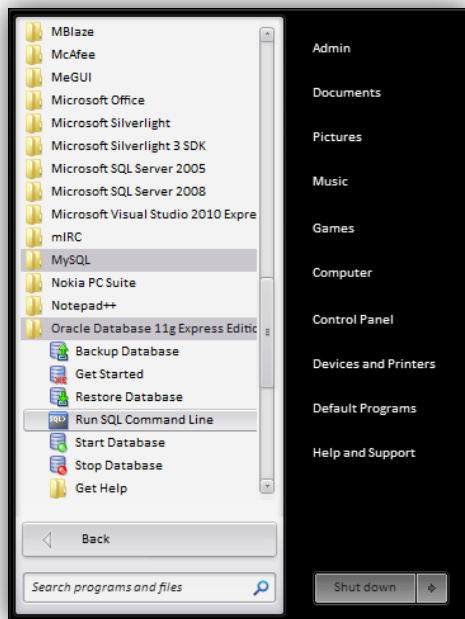 MBlaze
McAfee
MeGUI
Microsoft Office
Microsoft Silverlight
Microsoft Silverlight 3 SDK
Microsoft SQL Server 2005
Microsoft SQL Server 2008
Microsoft Visual Studio 2010 Expre
mIRC
MySQL
Nokia PC Suite
Notepad++
Oracle Database 11g Express Editic
Backup Database
Get Started
Restore Database
SQL>
Run SQL Command Line
Start Database
Stop Database
Get Help
Back
Search programs and files
Admin
Documents
Pictures
Music
Games
Computer
Control Panel
Devices and Printers
Default Programs
Help and Support
Shut down